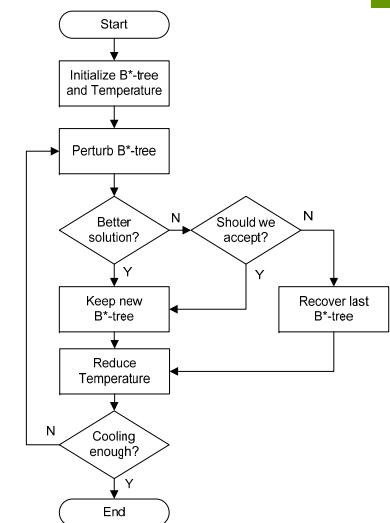 Start
Initialize B*-tree
and Temperature
Perturb B*-tree
Better
solution?
N
Should we
accept?
N
Y
Y
Keep new
B*-tree
Recover last
B*-tree
Reduce
Temperature
N
Cooling
enough?
Y
End